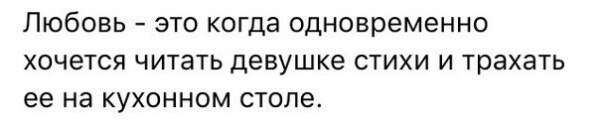 Любовь - это когда одновременно
хочется читать девушке стихи и трахать
ее на кухонном столе.